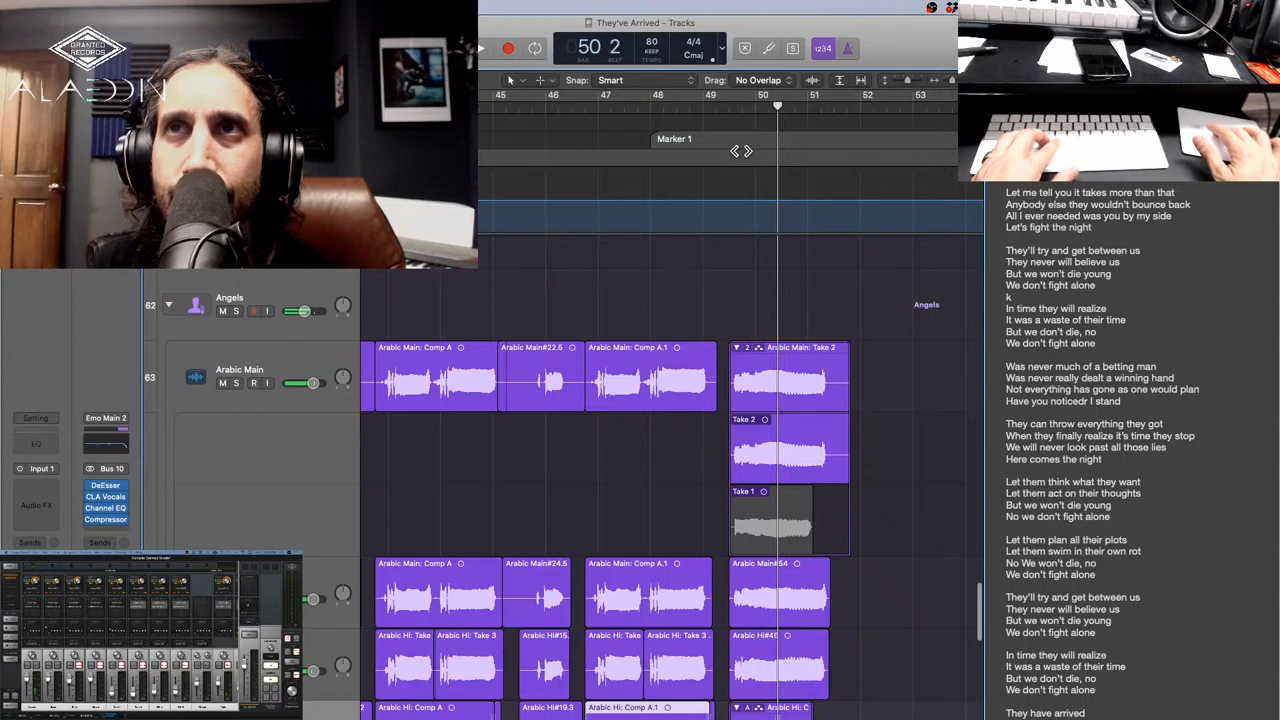 GRANTED
RECORDS
ALAEDDIN
They've Arrived - Tracks
50 2
BAR BEAT
80
KEEP
TEMPO
4/4
Cmaj
S
1234
Snap: Smart
Drag: No Overlap
45 46 47 48 49 50 51 52 53
Marker 1
62
Angels
M S R I
Angels
63
Arabic Main
M S R I
Arabic Main: Comp A
Arabic Main#22.5
Arabic Main: Comp A.1
2 Arabic Main: Take 2
Take 2
Take 1
Setting
Emo Main 2
EQ
Input 1
Bus 10
Audio FX
DeEsser
CLA Vocals
Channel EQ
Compressor
Sends
Sends
Arabic Main: Comp A
Arabic Main#24.5
Arabic Main: Comp A.1
Arabic Main#54
Arabic Hi: Take
Arabic Hi: Take 3
Arabic Hi#15.
Arabic Hi: Take
Arabic Hi: Take 3 .
Arabic Hi#46
Arabic Hi: Comp A
Arabic Hi#19.3
Arabic Hi: Comp A.1
A Arabic Hi: C
Let me tell you it takes more than that
Anybody else they wouldn't bounce back
All I ever needed was you by my side
Let's fight the night
They'll try and get between us
They never will believe us
But we won't die young
We don't fight alone
k
In time they will realize
It was a waste of their time
But we don't die, no
We don't fight alone
Was never much of a betting man
Was never really dealt a winning hand
Not everything has gone as one would plan
Have you noticedr I stand
They can throw everything they got
When they finally realize it's time they stop
We will never look past all those lies
Here comes the night
Let them think what they want
Let them act on their thoughts
But we won't die young
No we don't fight alone
Let them plan all their plots
Let them swim in their own rot
No We won't die, no
We don't fight alone
They'll try and get between us
They never will believe us
But we won't die young
We don't fight alone
In time they will realize
It was a waste of their time
But we don't die, no
We don't fight alone
They have arrived